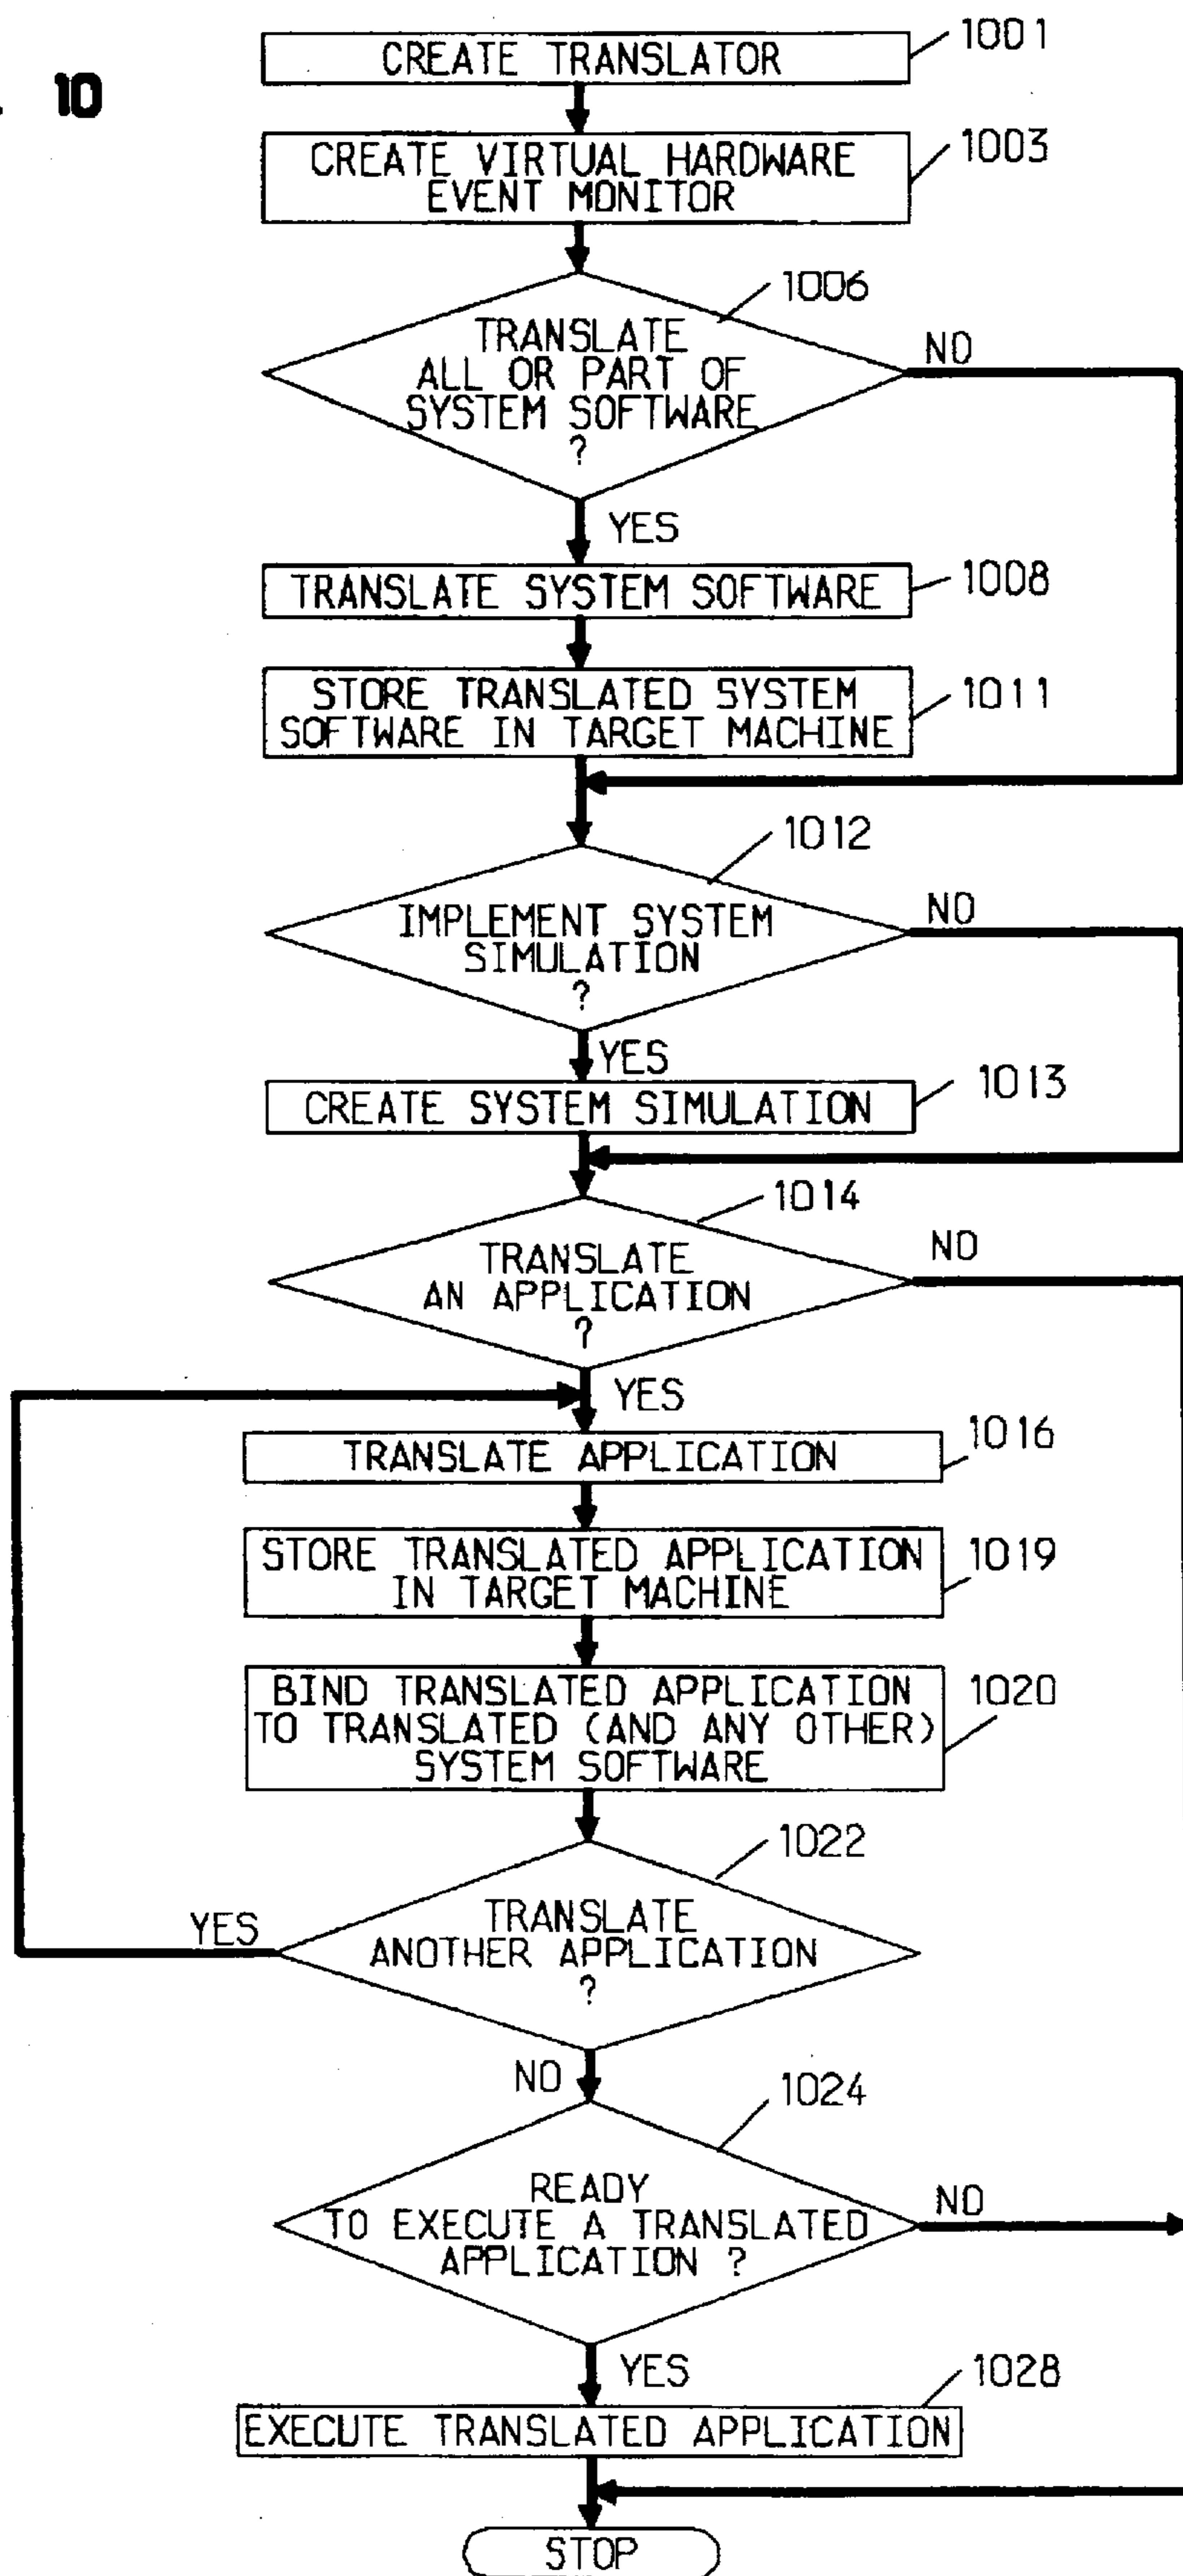 10
CREATE TRANSLATOR
1001
CREATE VIRTUAL HARDWARE
EVENT MONITOR
1003
1006
TRANSLATE
ALL OR PART OF
SYSTEM SOFTWARE
?
NO
YES
TRANSLATE SYSTEM SOFTWARE
1008
STORE TRANSLATED SYSTEM
SOFTWARE IN TARGET MACHINE
1011
1012
IMPLEMENT SYSTEM
SIMULATION
?
NO
YES
CREATE SYSTEM SIMULATION
1013
1014
TRANSLATE
AN APPLICATION
?
NO
YES
TRANSLATE APPLICATION
1016
STORE TRANSLATED APPLICATION
IN TARGET MACHINE
1019
BIND TRANSLATED APPLICATION
TO TRANSLATED (AND ANY OTHER)
SYSTEM SOFTWARE
1020
1022
TRANSLATE
ANOTHER APPLICATION
?
YES
NO
1024
READY
TO EXECUTE A TRANSLATED
APPLICATION ?
NO
YES
1028
EXECUTE TRANSLATED APPLICATION
STOP